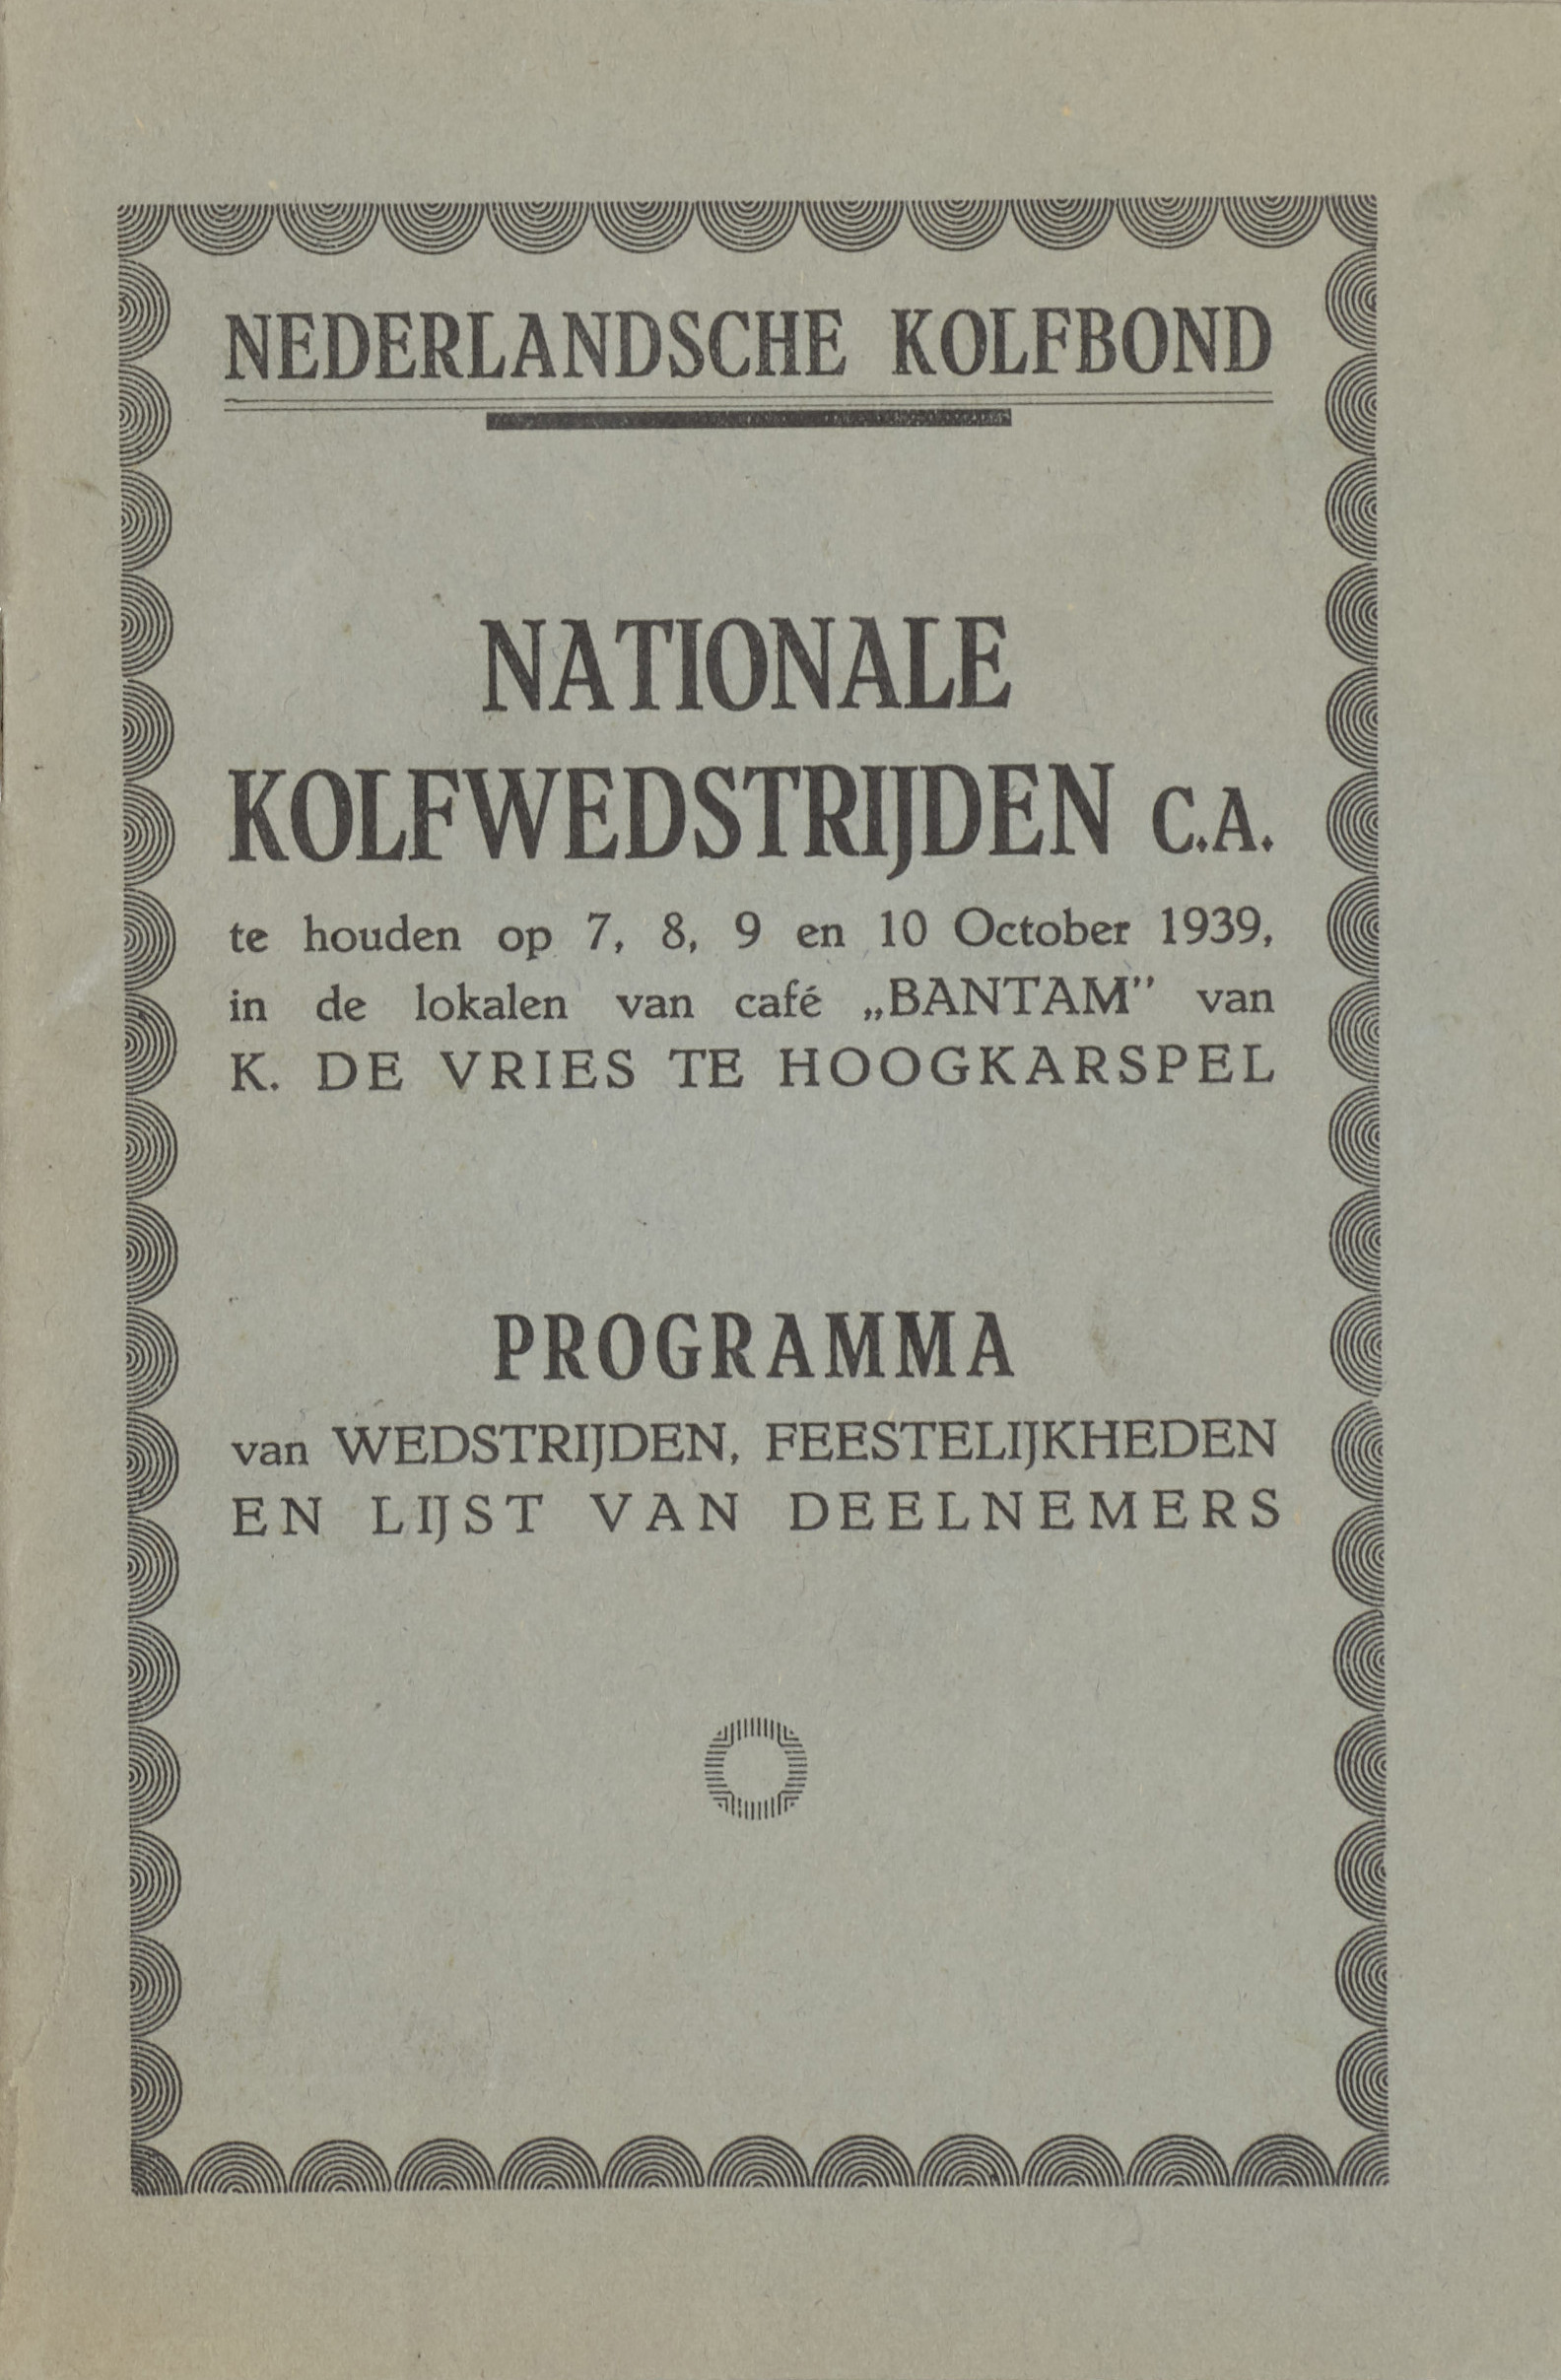 NEDERLANDSCHE KOLFBOND
NATIONALE
KOLFWEDSTRIJDEN C.A.
te houden op 7, 8, 9 en 10 October 1939,
in de lokalen van café „BANTAM” van
K. DE VRIES TE HOOGKARSPEL
PROGRAMMA
van WEDSTRIJDEN, FEESTELIJKHEDEN
EN LIJST VAN DEELNEMERS